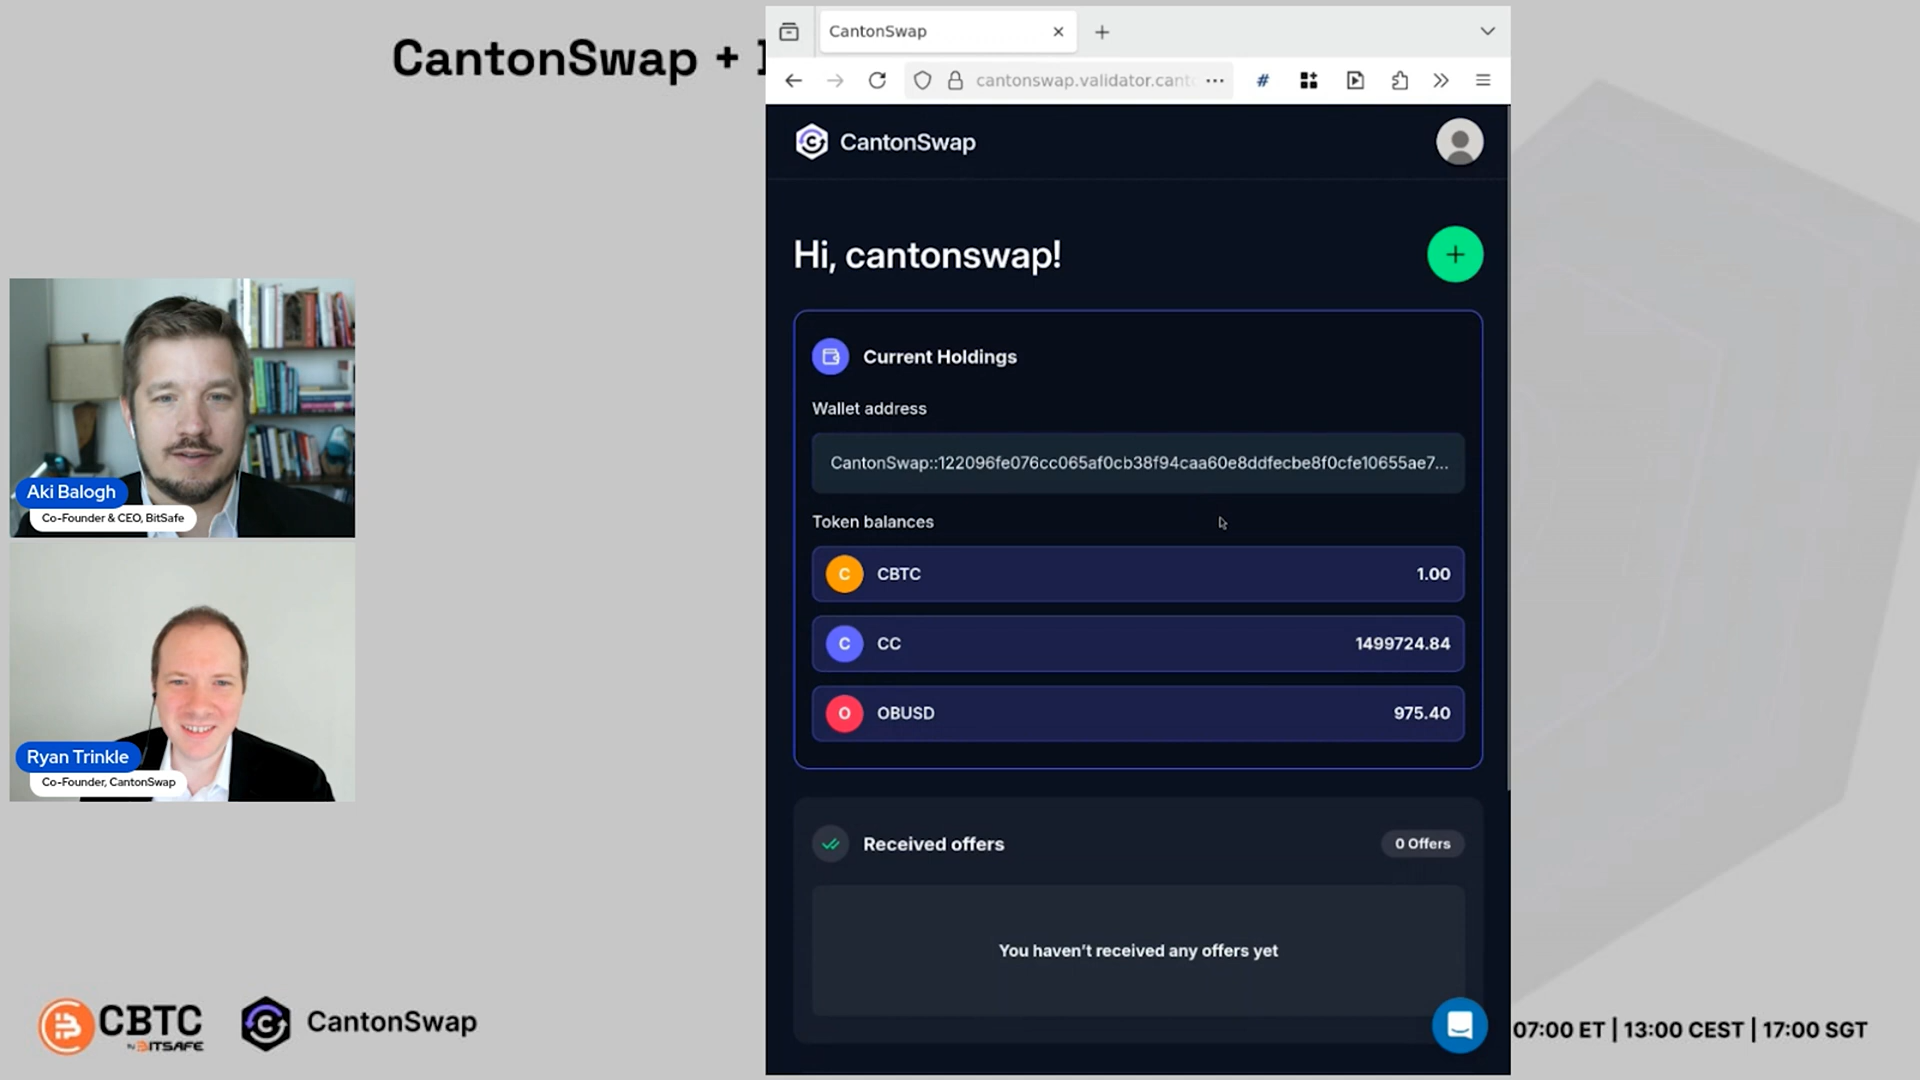 CantonSwap +
CantonSwap
cantonswap.validator.cant
CantonSwap
Hi, cantonswap!
Current Holdings
Wallet address
CantonSwap::122096fe076cc065af0cb38f94caa60e8ddfecbe8f0cfe10655ae7...
Token balances
C CBTC 1.00
C CC 1499724.84
O OBUSD 975.40
Received offers 0 Offers
You haven't received any offers yet
Aki Balogh
Co-Founder & CEO, BitSafe
Ryan Trinkle
Co-Founder, CantonSwap
CBTC
BY BITSAFE
CantonSwap
07:00 ET | 13:00 CEST | 17:00 SGT